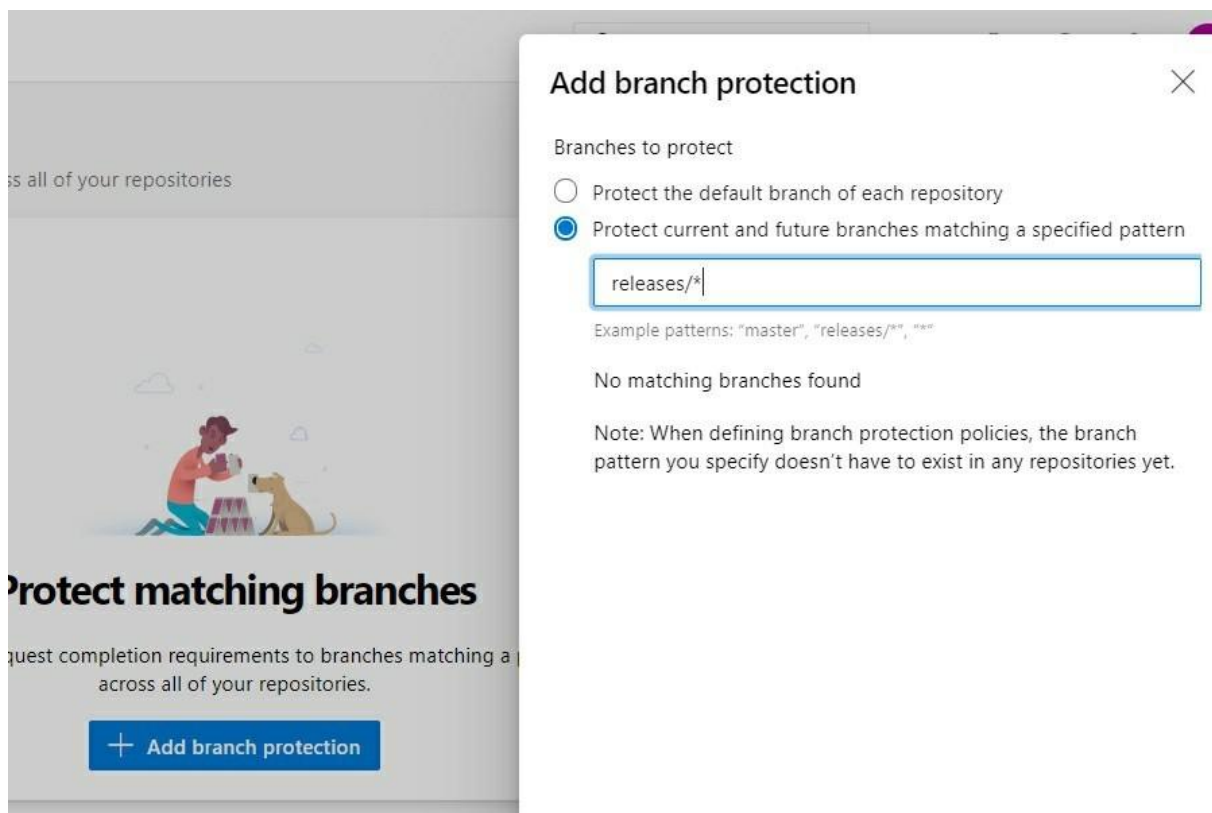 Add branch protection
Branches to protect
ss all of your repositories
Protect the default branch of each repository
Protect current and future branches matching a specified pattern
releases/*
Example patterns: "master", "releases/*", "*"
No matching branches found
Note: When defining branch protection policies, the branch
pattern you specify doesn't have to exist in any repositories yet.
Protect matching branches
quest completion requirements to branches matching a
across all of your repositories.
Add branch protection